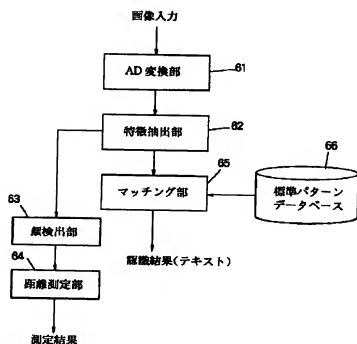 画像入力
AD 変換部
61
特徴抽出部
62
65
66
マッチング部
標準パターン
データベース
63
顔検出部
認識結果(テキスト)
64
距離測定部
測定結果